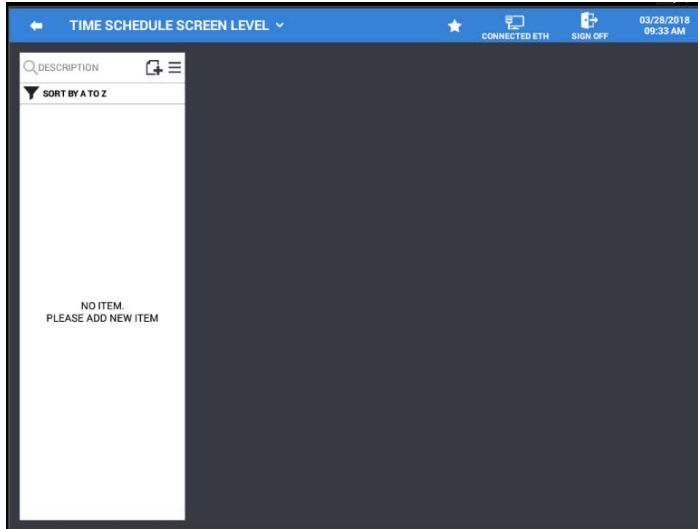 TIME SCHEDULE SCREEN LEVEL
CONNECTED ETH
SIGN OFF
03/28/2018
09:33 AM
DESCRIPTION
SORT BY A TO Z
NO ITEM.
PLEASE ADD NEW ITEM